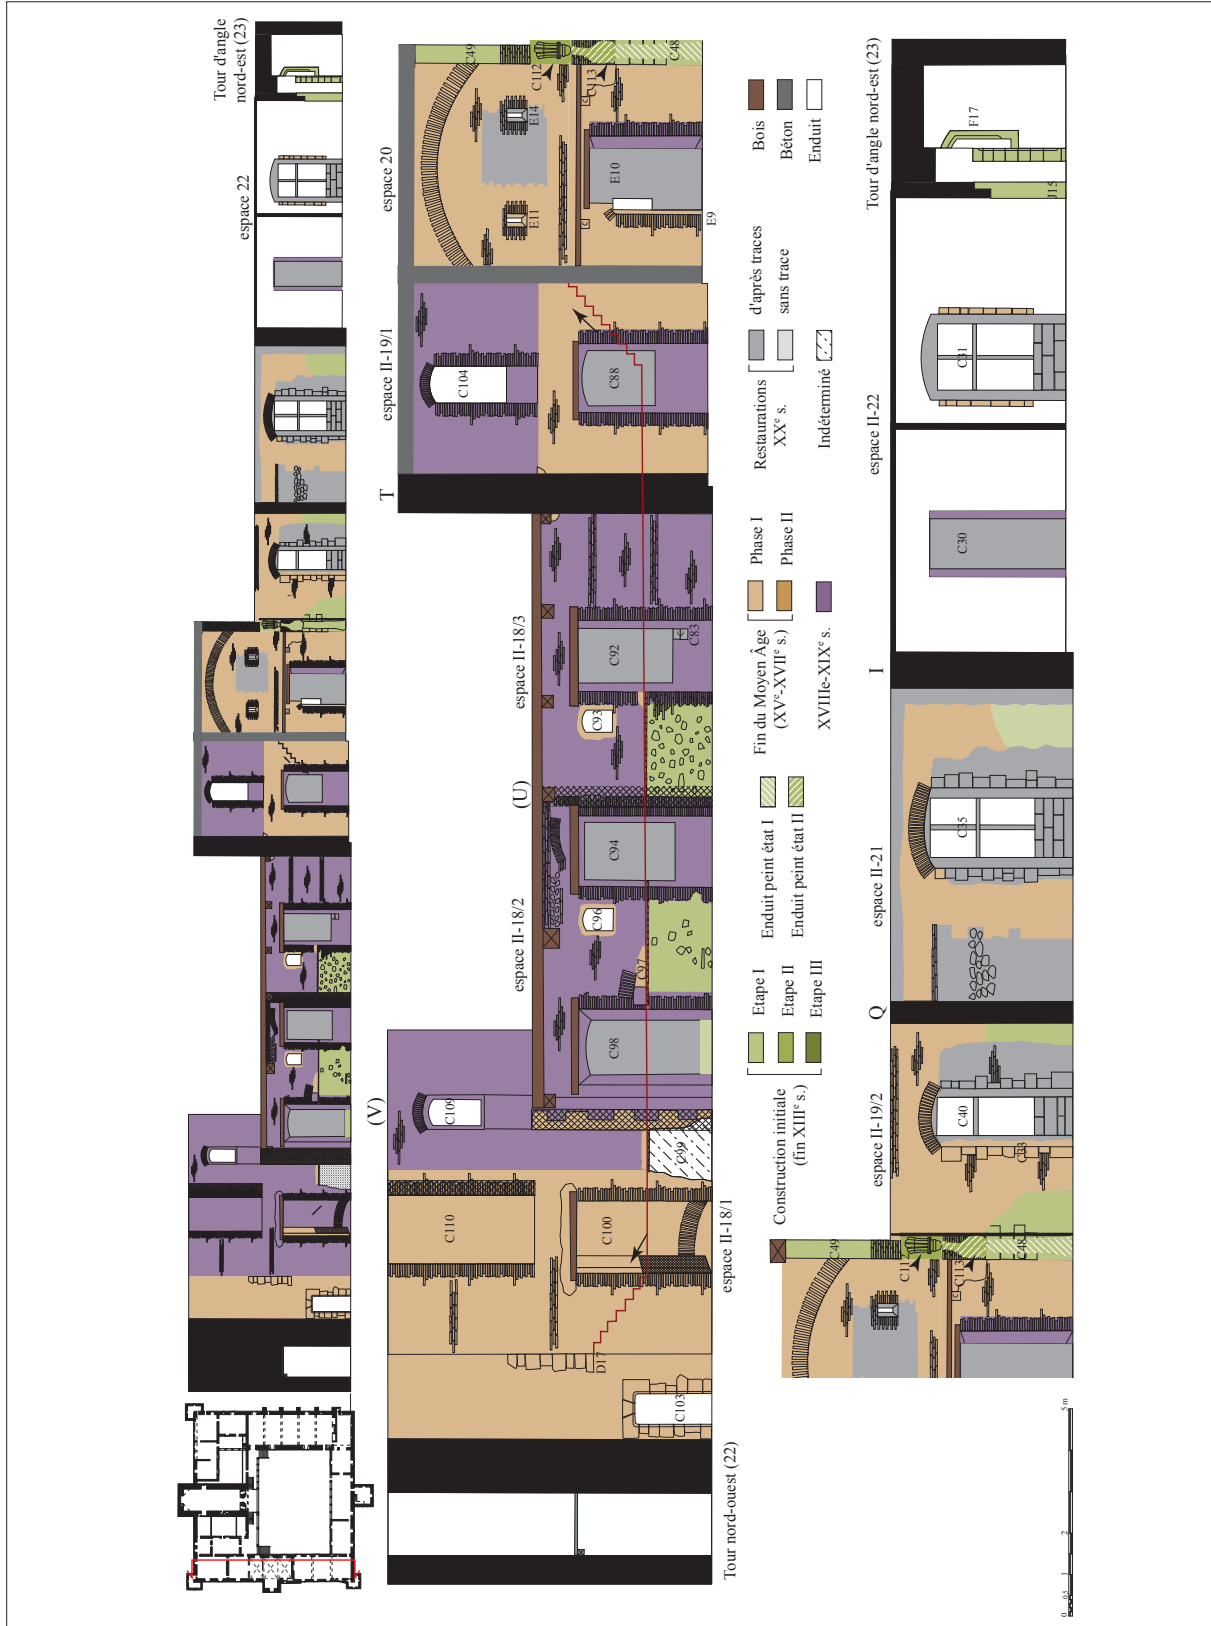 Tour d'angle
nord-est (23)
espace 22
Tour nord-ouest (22)
espace II-18/1
(V)
espace II-18/2
(U)
espace II-18/3
T
espace II-19/1
espace 20
C103
D17
C110
C100
C99
C109
C98
C97
C96
C94
C93
C92
C83
C
C104
C88
E11
E14
E10
E9
C
C
C49
C112
C113
C48
Construction initiale
(fin XIIIe s.)
Etape I
Etape II
Etape III
Enduit peint état I
Enduit peint état II
Fin du Moyen Âge
(XVe-XVIIe s.)
Phase I
Phase II
XVIIIe-XIXe s.
Restaurations
XXe s.
d'après traces
sans trace
Indéterminé
Bois
Béton
Enduit
espace II-19/2
Q
espace II-21
I
espace II-22
Tour d'angle nord-est (23)
C49
C112
C113
C
C48
C33
C40
C35
C30
C31
J15
F17
0
0.5
1
2
5 m